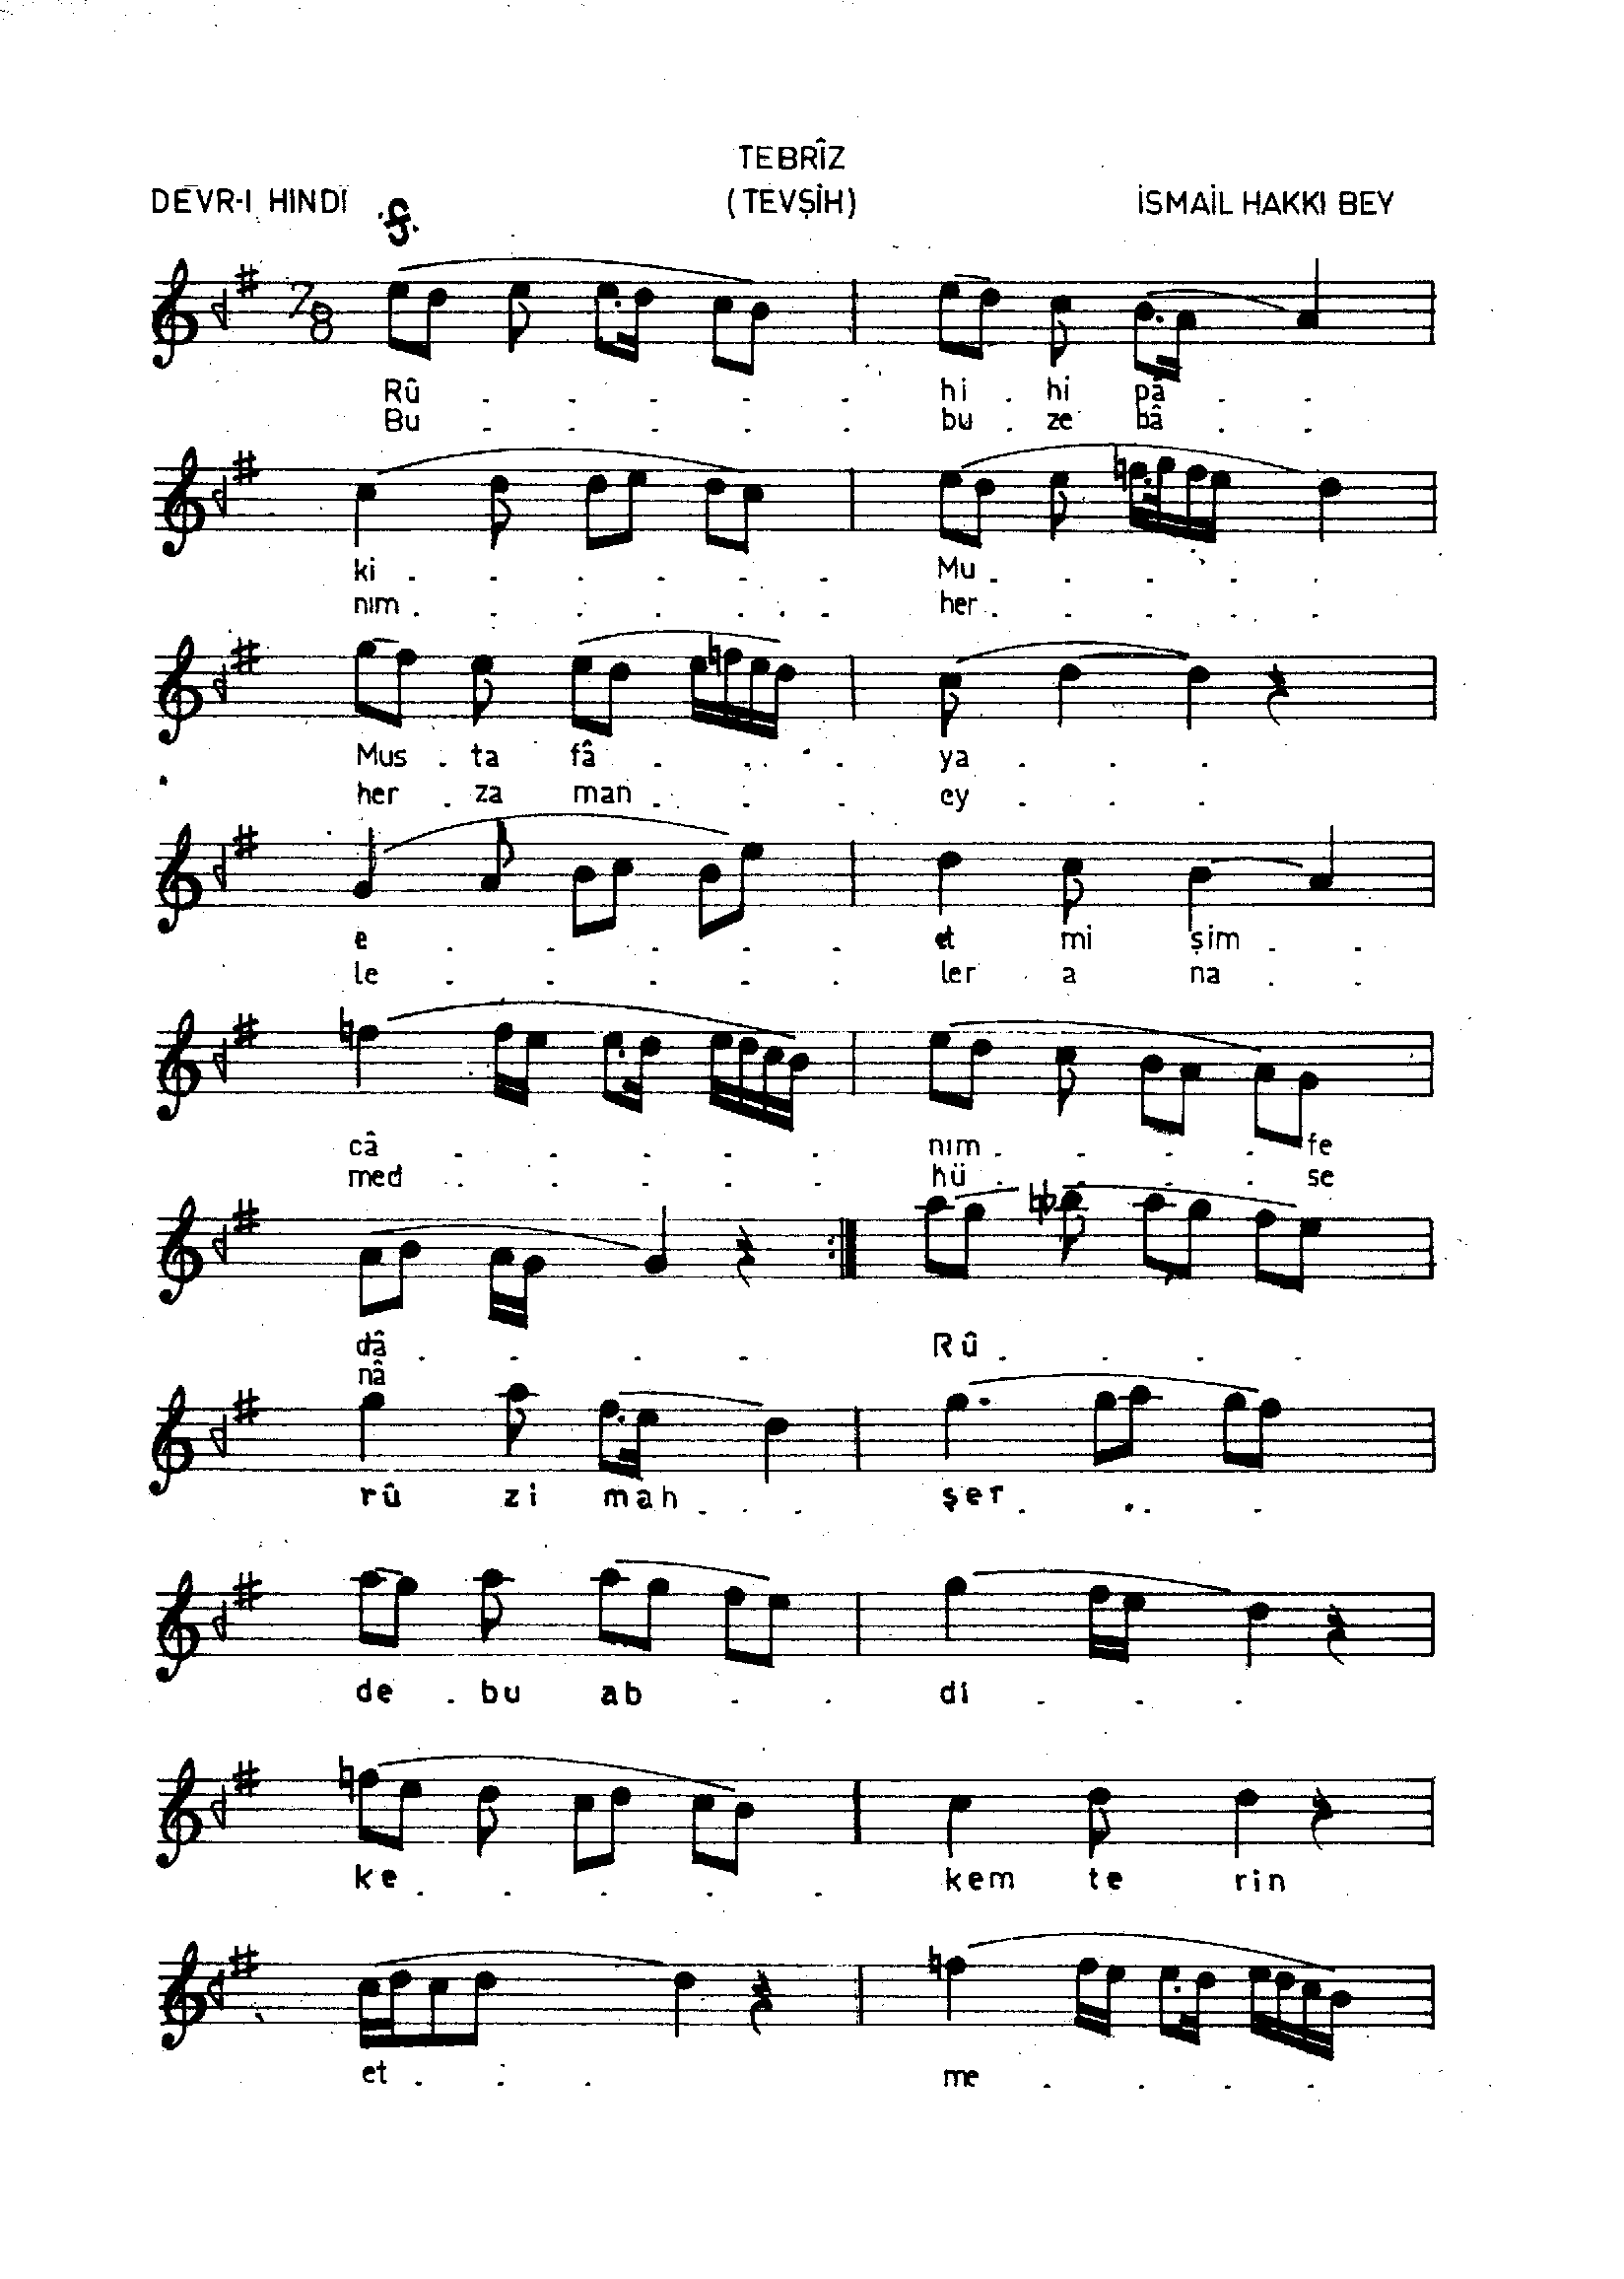 TEBRÎZ
DEVR-I HINDÎ (TEVŞİH) İSMAİL HAKKI BEY
7
8
Rû . . . . . hi . hi pâ . .
Bu . . . . . bu . ze bâ . .
ki . . . . . . Mu . . . . .
nım . . . . . . . her . . . . .
Mus . ta fâ . . . . . ya . . .
her . za man . . . ey . . .
e . . . . . et mi şim . .
le . . . . . ler a na . .
câ . . . . . nım . . . . fe
med . . . . . hü . . . . se
dâ . . . . Rû . . . .
nâ
rû zi mah . . şer . . . .
de . bu ab . . di . . .
ke . . . . . kem te rin
et . . . me . . . .